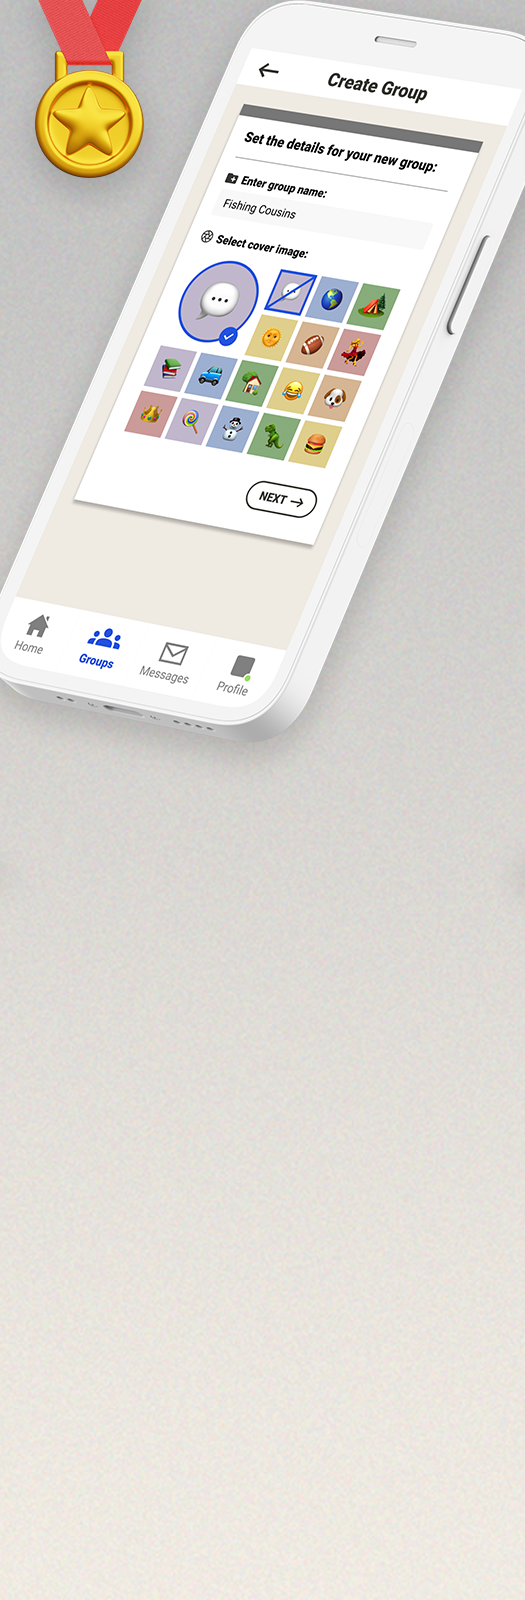 Create Group
Set the details for your new group:
Enter group name:
Fishing Cousins
Select cover image:
NEXT →
Home
Groups
Messages
Profile